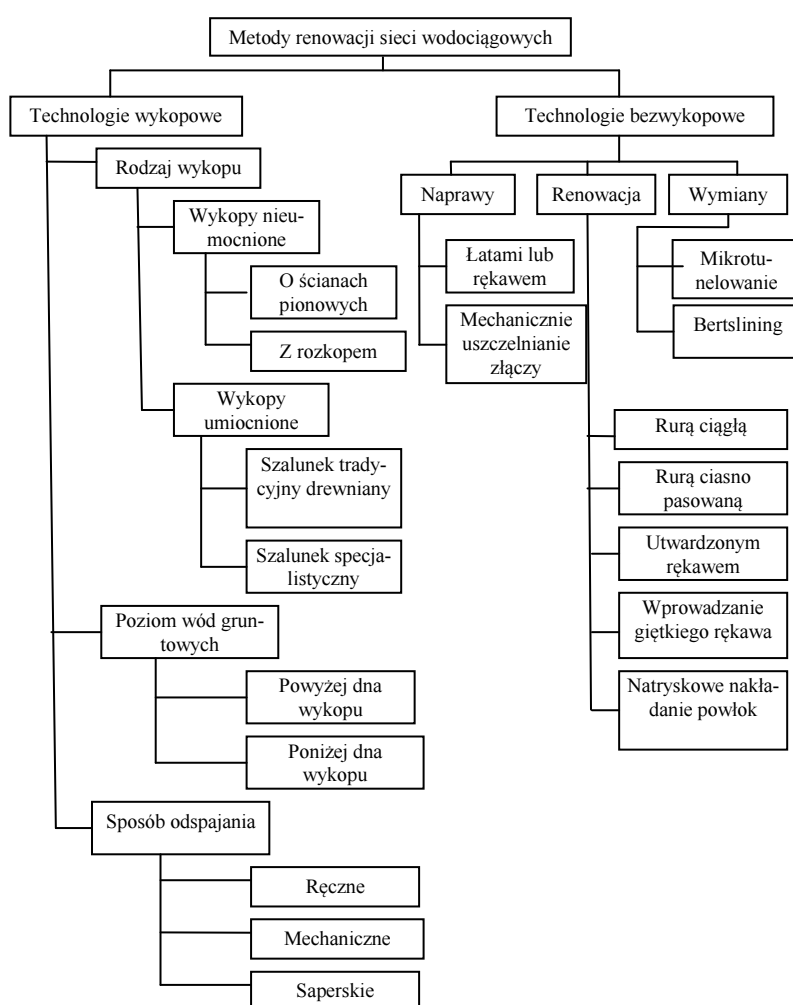 Metody renowacji sieci wodociągowych
Technologie wykopowe
Technologie bezwykopowe
Rodzaj wykopu
Naprawy
Renowacja
Wymiany
Wykopy nieu-
mocnione
O ścianach
pionowych
Z rozkopem
Wykopy
umiocnione
Szalunek trady-
cyjny drewniany
Szalunek specja-
listyczny
Poziom wód grun-
towych
Powyżej dna
wykopu
Poniżej dna
wykopu
Sposób odspajania
Ręczne
Mechaniczne
Saperskie
Łatami lub
rękawem
Mechanicznie
uszczelnianie
złączy
Mikrotu-
nelowanie
Bertslining
Rurą ciągłą
Rurą ciasno
pasowaną
Utwardzonym
rękawem
Wprowadzanie
giętkiego rękawa
Natryskowe nakła-
danie powłok